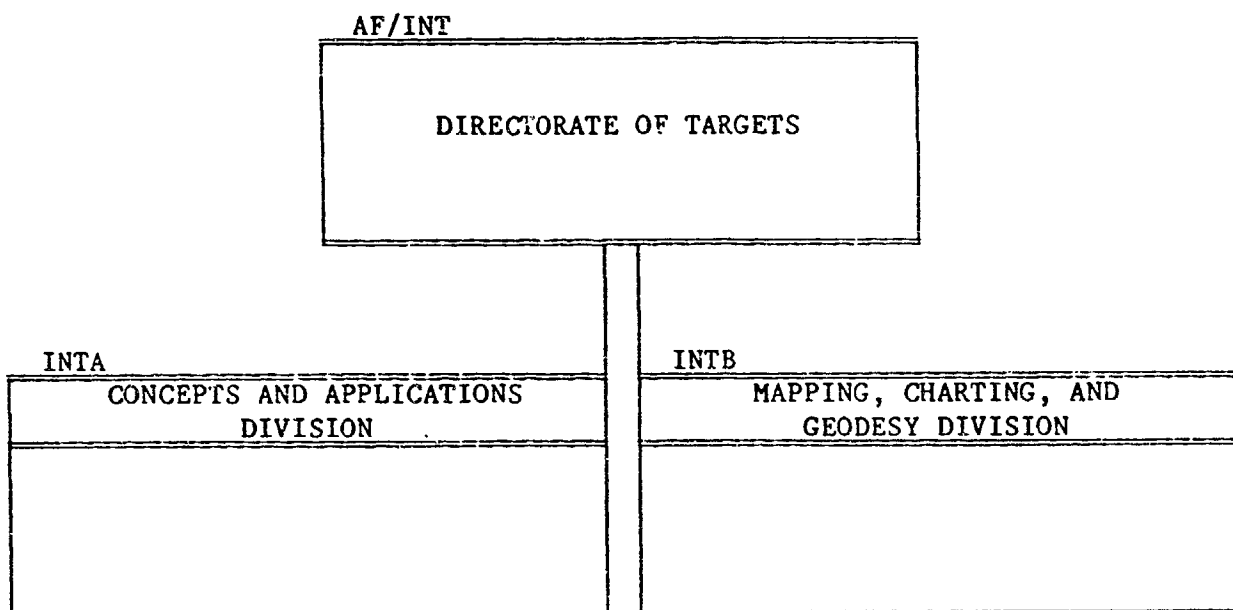 AF/INT
DIRECTORATE OF TARGETS
INTA
CONCEPTS AND APPLICATIONS
DIVISION
INTB
MAPPING, CHARTING, AND
GEODESY DIVISION